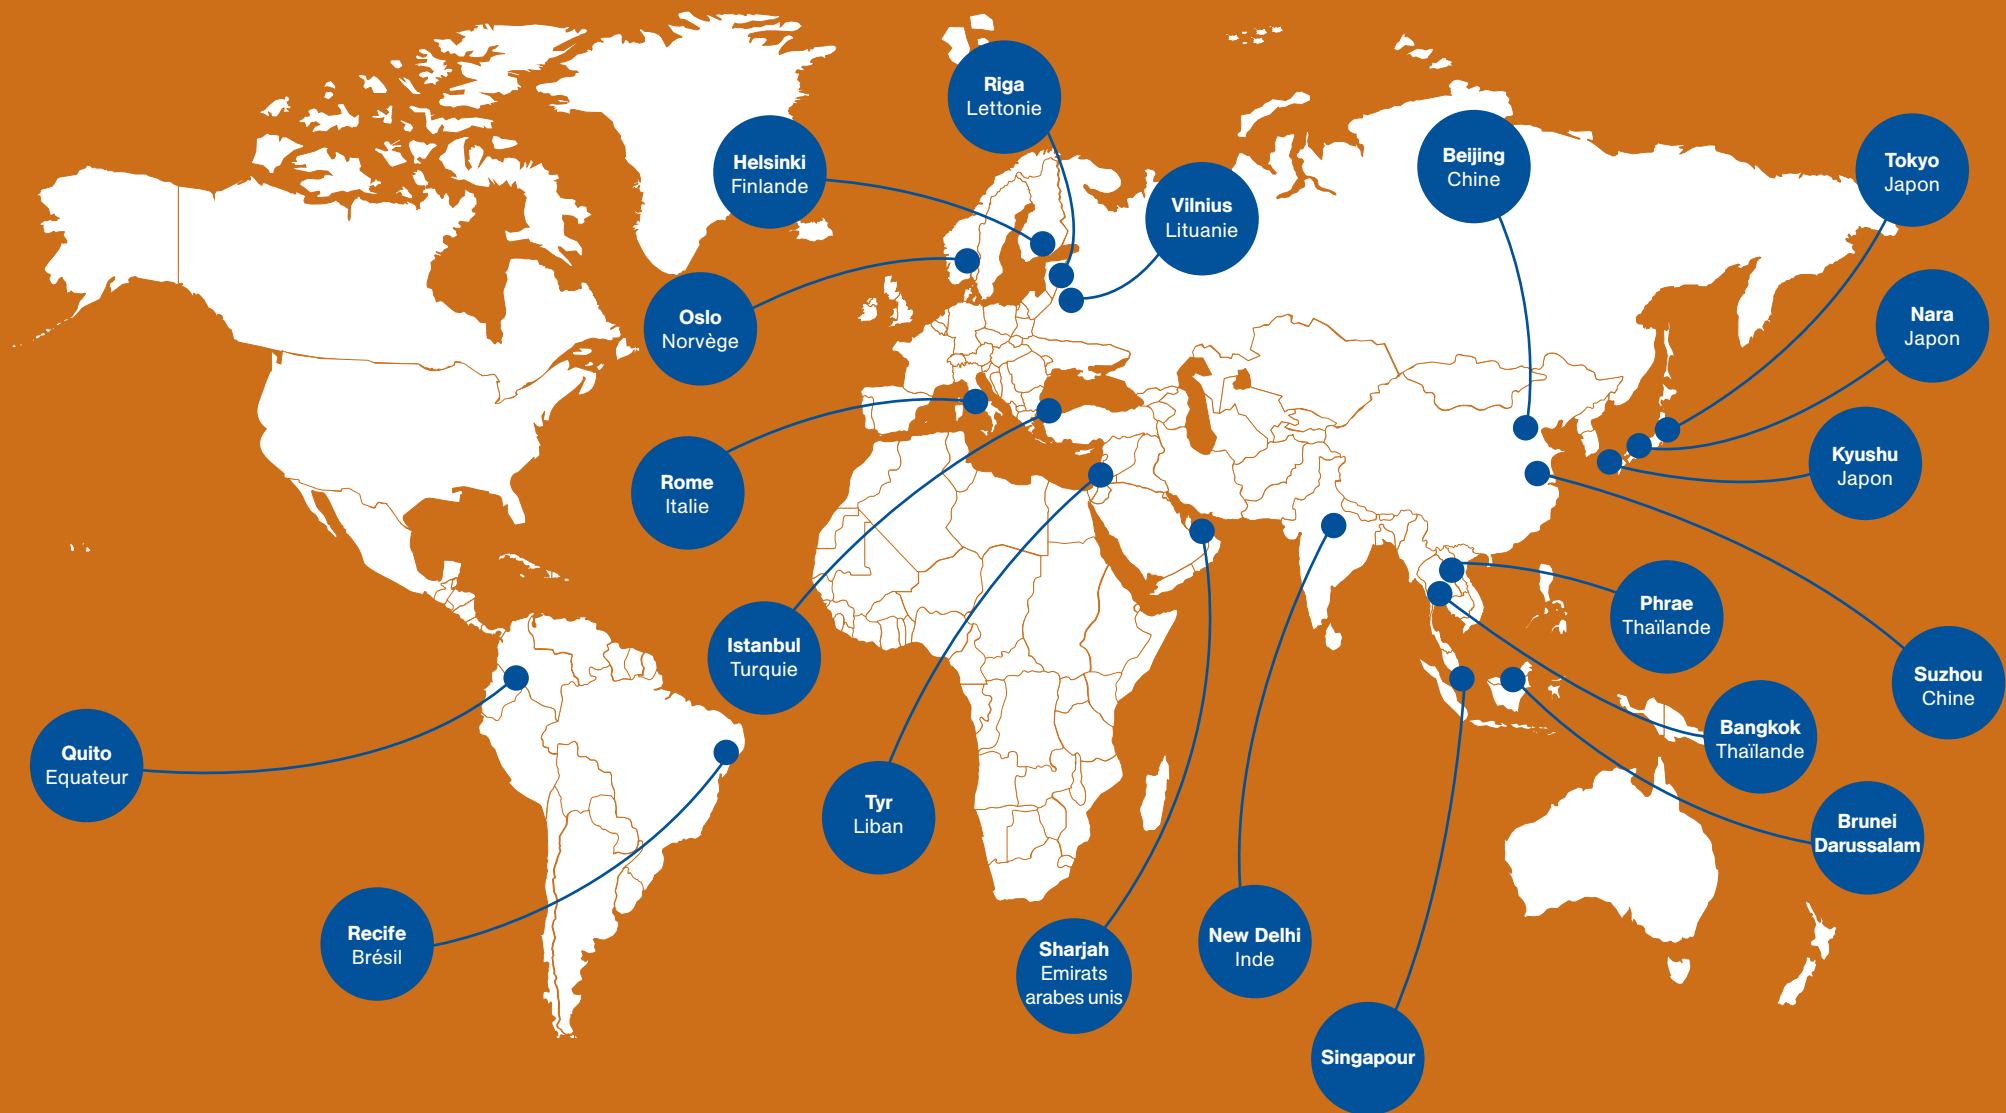 Riga
Lettonie
Helsinki
Finlande
Beijing
Chine
Tokyo
Japon
Vilnius
Lituanie
Oslo
Norvège
Nara
Japon
Kyushu
Japon
Rome
Italie
Phrae
Thaïlande
Istanbul
Turquie
Suzhou
Chine
Quito
Equateur
Bangkok
Thaïlande
Tyr
Liban
Brunei
Darussalam
Recife
Brésil
Sharjah
Emirats
arabes unis
New Delhi
Inde
Singapour